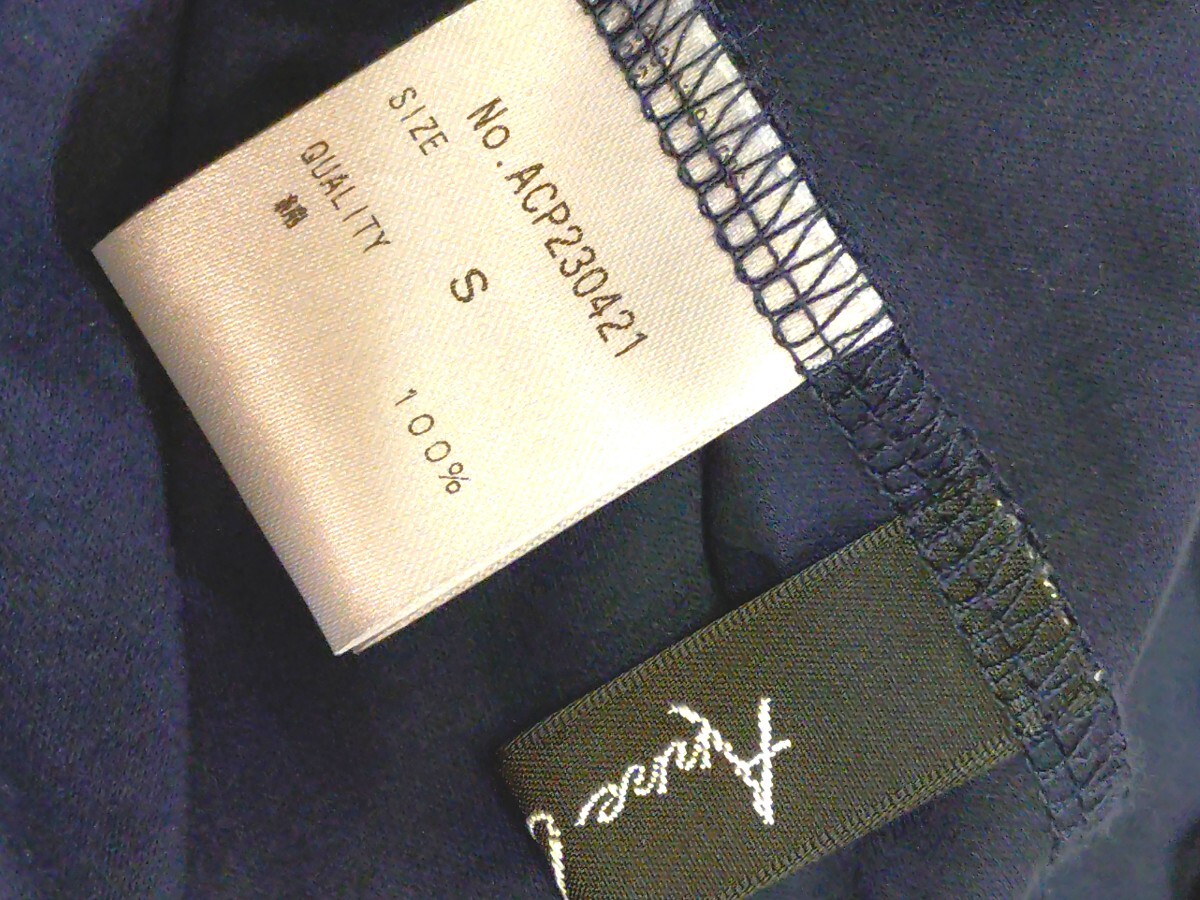 No.ACP230421
SIZE S
QUALITY
綿 100%